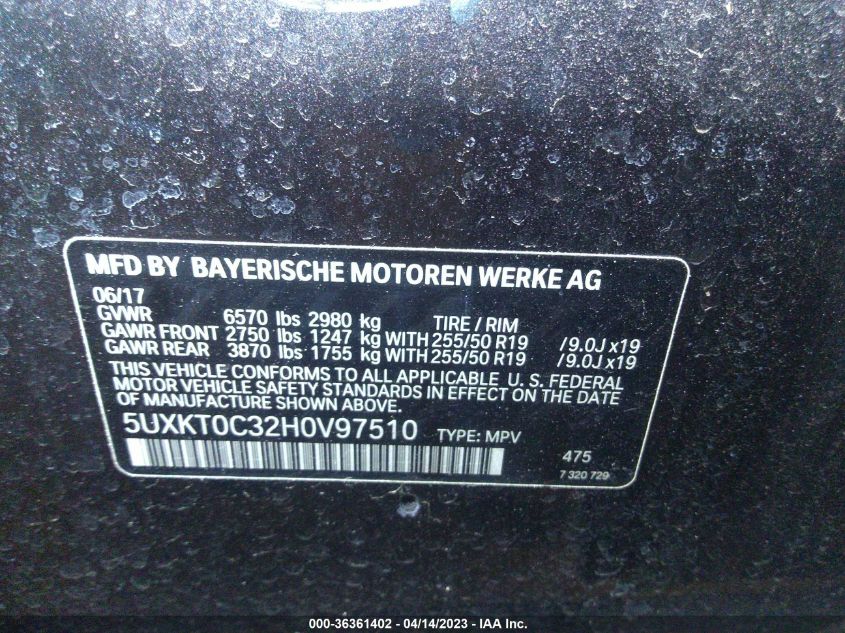 MFD BY BAYERISCHE MOTOREN WERKE AG
06/17
GVWR 6570 lbs 2980 kg TIRE / RIM
GAWR FRONT 2750 lbs 1247 kg WITH 255/50 R19 /9.0J x19
GAWR REAR 3870 lbs 1755 kg WITH 255/50 R19 /9.0J x19
THIS VEHICLE CONFORMS TO ALL APPLICABLE U. S. FEDERAL
MOTOR VEHICLE SAFETY STANDARDS IN EFFECT ON THE DATE
OF MANUFACTURE SHOWN ABOVE.
5UXKT0C32H0V97510 TYPE: MPV
475
7 320 729
000-36361402 - 04/14/2023 - IAA Inc.